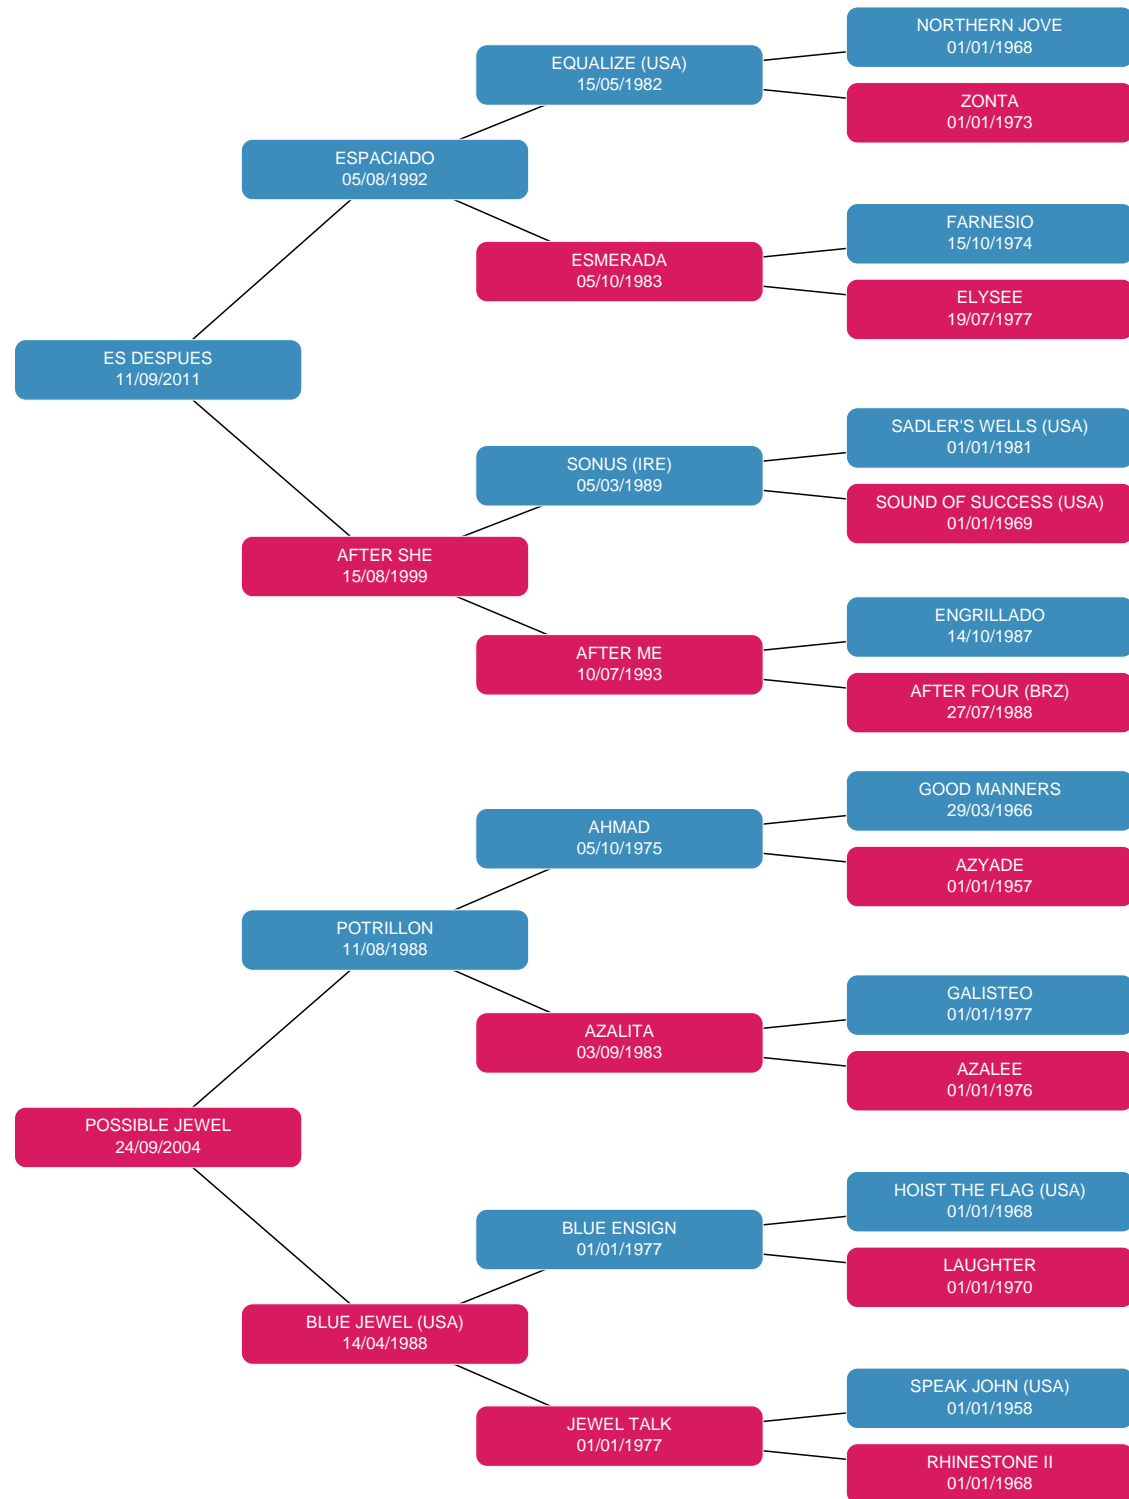 NORTHERN JOVE
01/01/1968
EQUALIZE (USA)
15/05/1982
ZONTA
01/01/1973
ESPACIADO
05/08/1992
FARNESIO
15/10/1974
ESMERADA
05/10/1983
ELYSEE
19/07/1977
ES DESPUES
11/09/2011
SADLER'S WELLS (USA)
01/01/1981
SONUS (IRE)
05/03/1989
SOUND OF SUCCESS (USA)
01/01/1969
AFTER SHE
15/08/1999
ENGRILLADO
14/10/1987
AFTER ME
10/07/1993
AFTER FOUR (BRZ)
27/07/1988
GOOD MANNERS
29/03/1966
AHMAD
05/10/1975
AZYADE
01/01/1957
POTRILLON
11/08/1988
GALISTEO
01/01/1977
AZALITA
03/09/1983
AZALEE
01/01/1976
POSSIBLE JEWEL
24/09/2004
HOIST THE FLAG (USA)
01/01/1968
BLUE ENSIGN
01/01/1977
LAUGHTER
01/01/1970
BLUE JEWEL (USA)
14/04/1988
SPEAK JOHN (USA)
01/01/1958
JEWEL TALK
01/01/1977
RHINESTONE II
01/01/1968